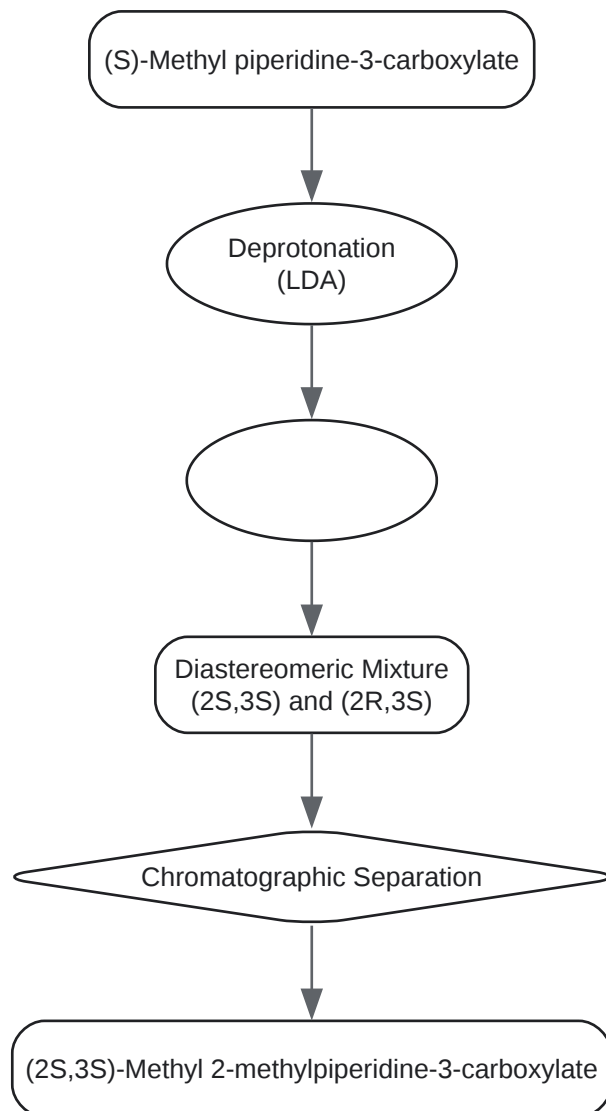 (S)-Methyl piperidine-3-carboxylate
Deprotonation
(LDA)
Diastereomeric Mixture
(2S,3S) and (2R,3S)
Chromatographic Separation
(2S,3S)-Methyl 2-methylpiperidine-3-carboxylate